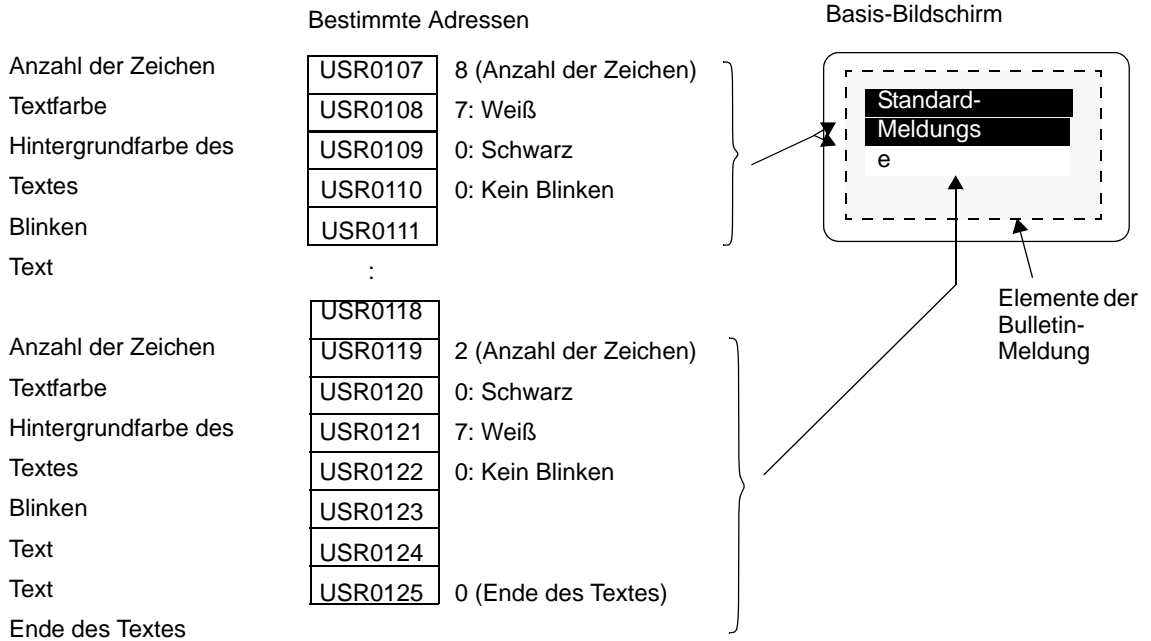 Bestimmte Adressen
Basis-Bildschirm
Anzahl der Zeichen USR0107 8 (Anzahl der Zeichen)
Textfarbe USR0108 7: Weiß
Hintergrundfarbe des USR0109 0: Schwarz
Textes USR0110 0: Kein Blinken
Blinken USR0111
Text :
Standard-
Meldungs
e
Elemente der
Bulletin-
Meldung
USR0118
Anzahl der Zeichen USR0119 2 (Anzahl der Zeichen)
Textfarbe USR0120 0: Schwarz
Hintergrundfarbe des USR0121 7: Weiß
Textes USR0122 0: Kein Blinken
Blinken USR0123
Text USR0124
Text USR0125 0 (Ende des Textes)
Ende des Textes